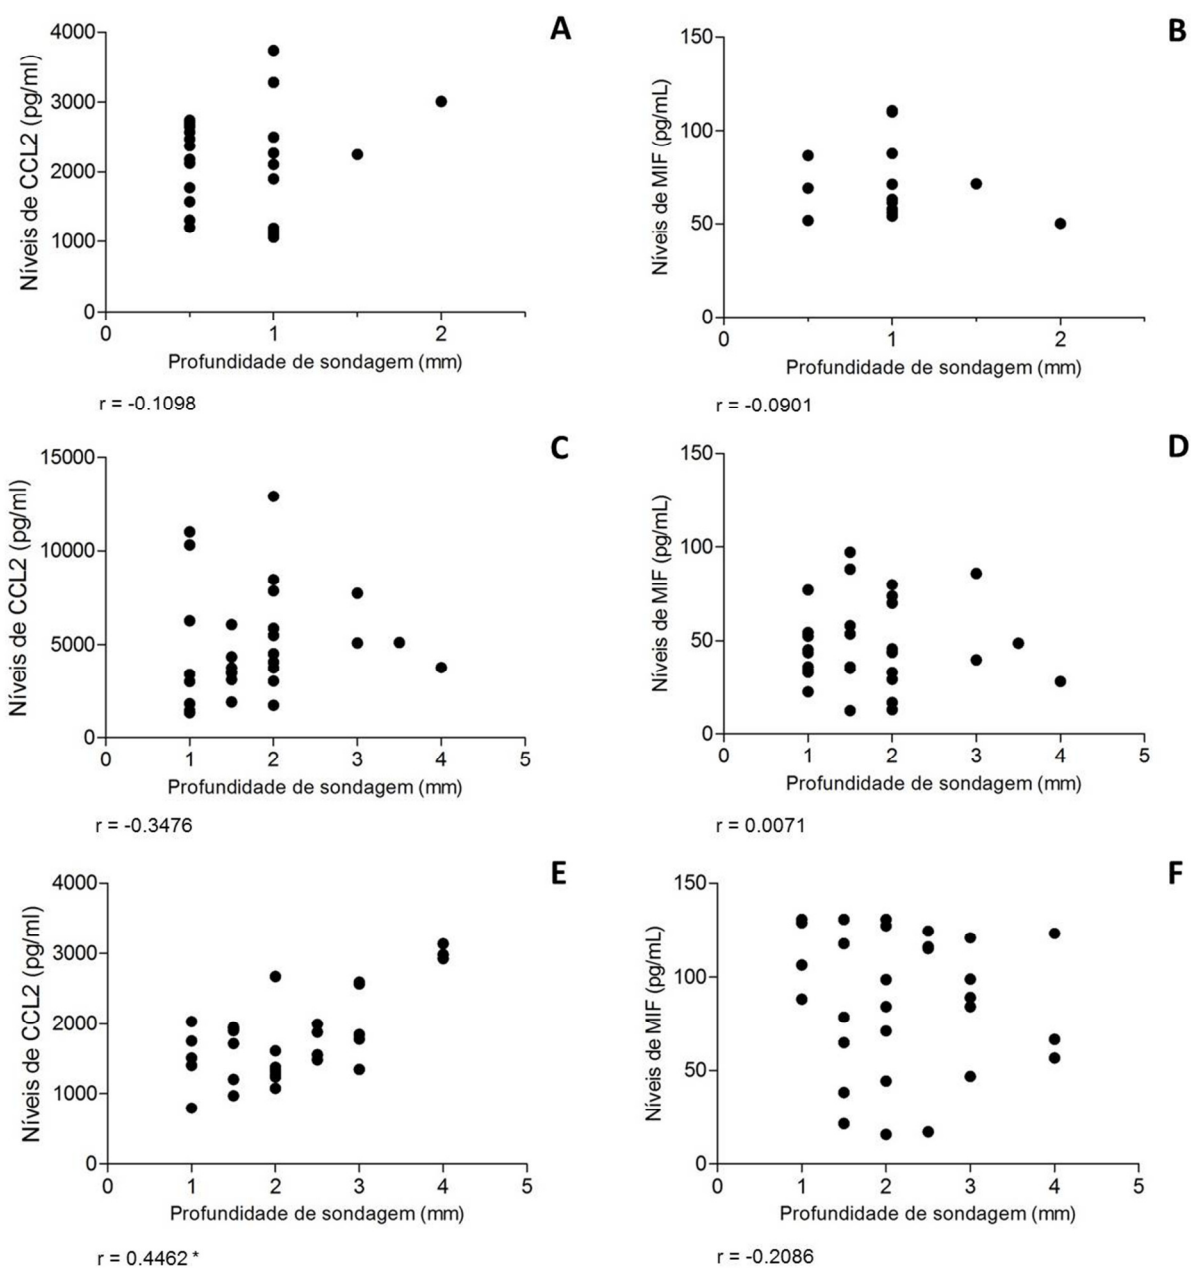 A
Níveis de CCL2 (pg/ml)
4000
3000
2000
1000
0
0
1
2
Profundidade de sondagem (mm)
r = -0.1098
B
Níveis de MIF (pg/mL)
150
100
50
0
0
1
2
Profundidade de sondagem (mm)
r = -0.0901
C
Níveis de CCL2 (pg/ml)
15000
10000
5000
0
0
1
2
3
4
5
Profundidade de sondagem (mm)
r = -0.3476
D
Níveis de MIF (pg/mL)
150
100
50
0
0
1
2
3
4
5
Profundidade de sondagem (mm)
r = 0.0071
E
Níveis de CCL2 (pg/ml)
4000
3000
2000
1000
0
0
1
2
3
4
5
Profundidade de sondagem (mm)
r = 0.4462 *
F
Níveis de MIF (pg/mL)
150
100
50
0
0
1
2
3
4
5
Profundidade de sondagem (mm)
r = -0.2086